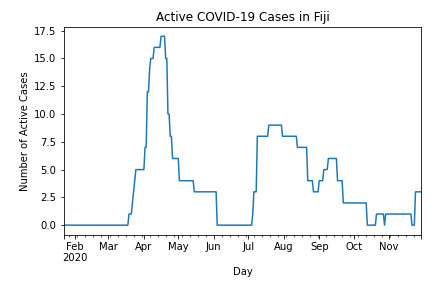 Active COVID-19 Cases in Fiji
Number of Active Cases
17.5
15.0
12.5
10.0
7.5
5.0
2.5
0.0
Feb Mar Apr May Jun Jul Aug Sep Oct Nov
2020
Day